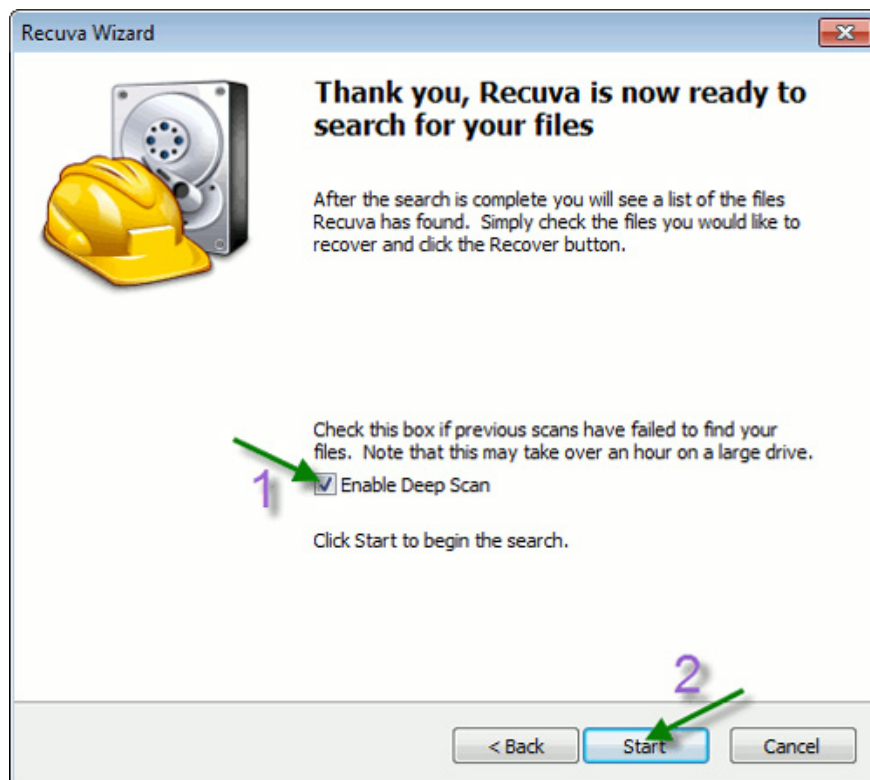 Recuva Wizard
Thank you, Recuva is now ready to
search for your files
After the search is complete you will see a list of the files
Recuva has found.  Simply check the files you would like to
recover and click the Recover button.
Check this box if previous scans have failed to find your
files.  Note that this may take over an hour on a large drive.
1
Enable Deep Scan
Click Start to begin the search.
2
< Back
Start
Cancel